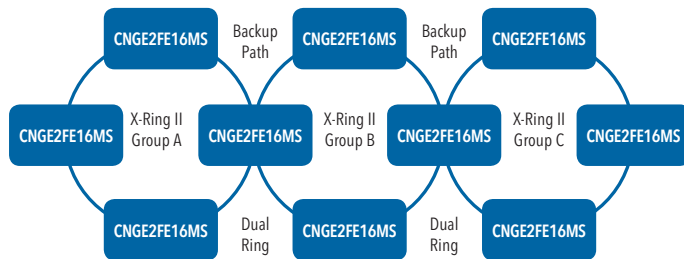 CNGE2FE16MS
Backup
Path
CNGE2FE16MS
Backup
Path
CNGE2FE16MS
CNGE2FE16MS
X-Ring II
Group A
CNGE2FE16MS
X-Ring II
Group B
CNGE2FE16MS
X-Ring II
Group C
CNGE2FE16MS
CNGE2FE16MS
Dual
Ring
CNGE2FE16MS
Dual
Ring
CNGE2FE16MS